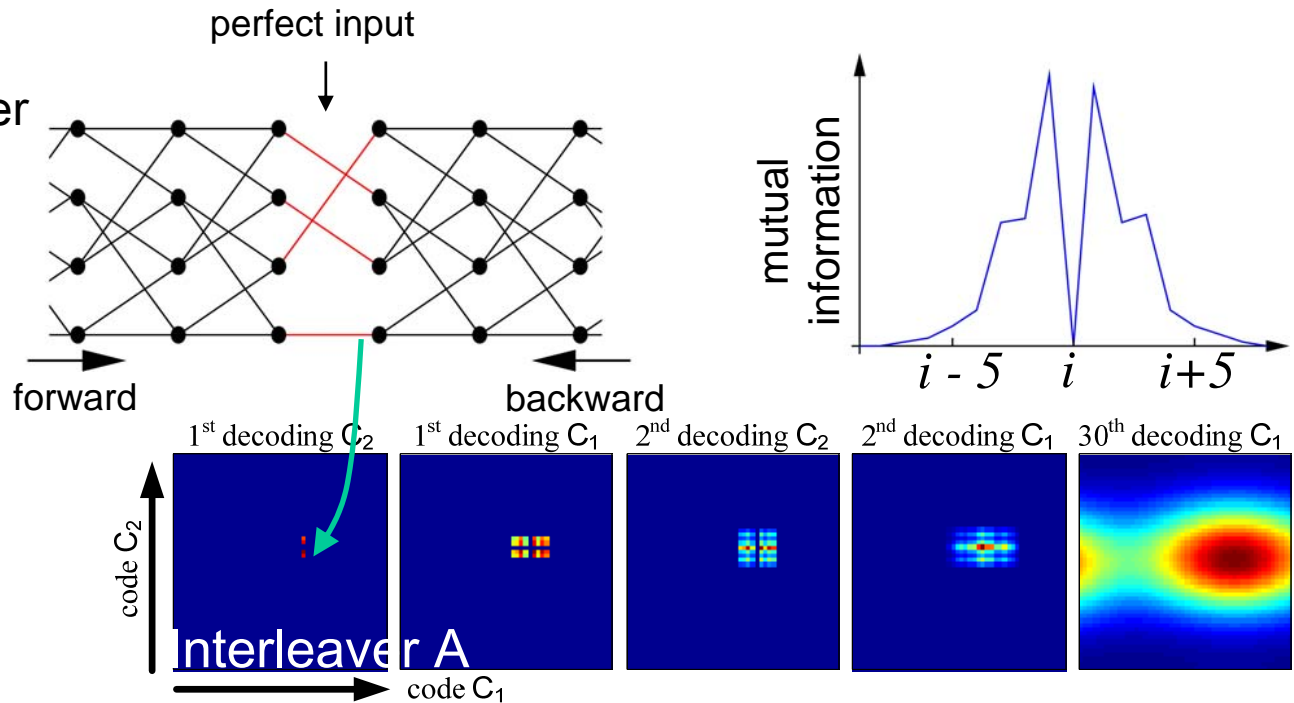 perfect input
er
forward
backward
mutual
information
i - 5
i
i+5
1st decoding C2
1st decoding C1
2nd decoding C2
2nd decoding C1
30th decoding C1
code C2
Interleaver A
code C1